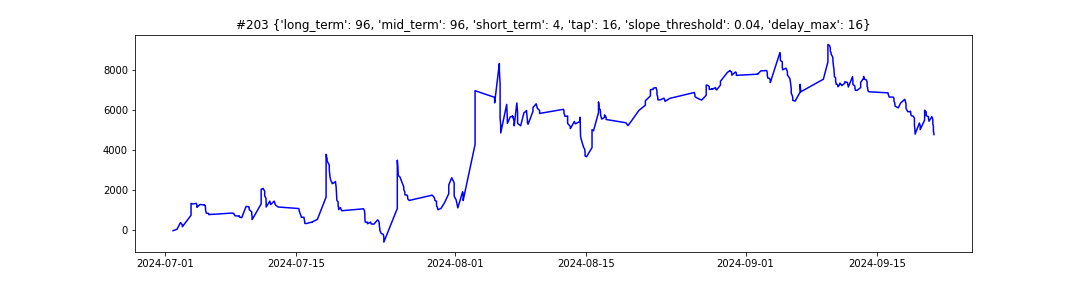 #203 {'long_term': 96, 'mid_term': 96, 'short_term': 4, 'tap': 16, 'slope_threshold': 0.04, 'delay_max': 16}
8000
6000
4000
2000
0
2024-07-01 2024-07-15 2024-08-01 2024-08-15 2024-09-01 2024-09-15